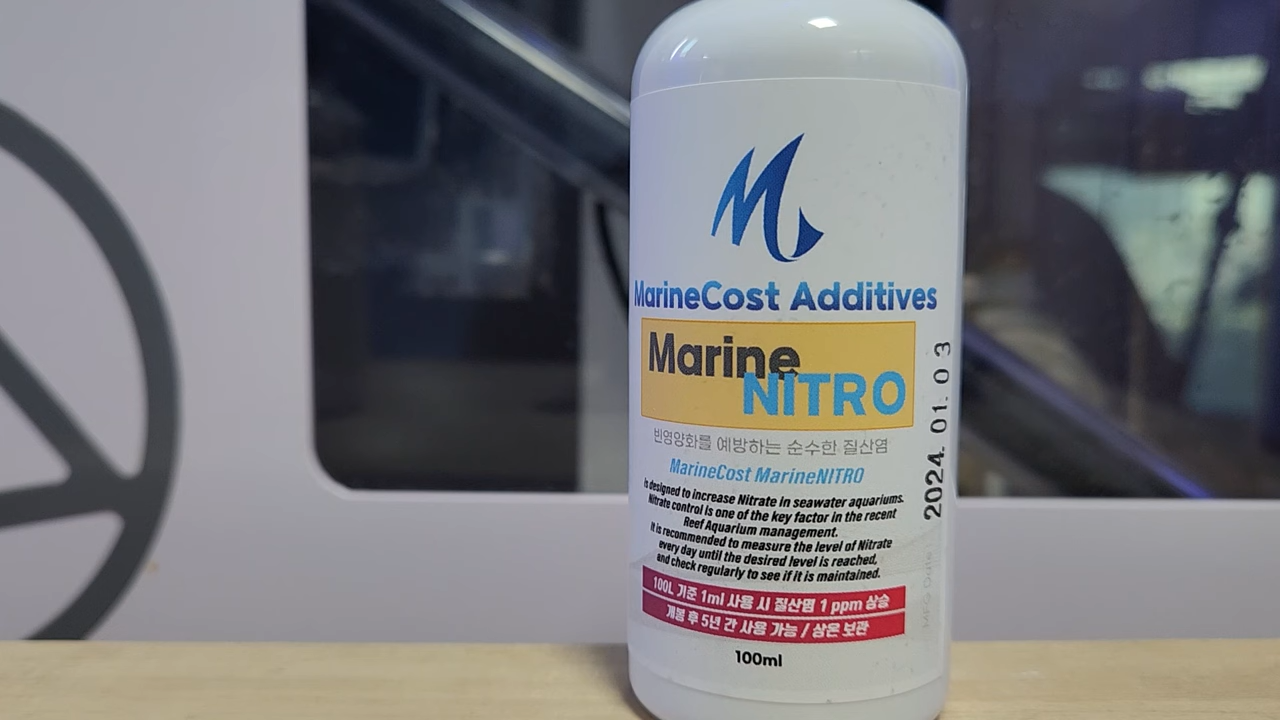 MarineCost Additives
Marine
NITRO
빈영양화를 예방하는 순수한 질산염
MarineCost MarineNITRO
is designed to increase Nitrate in seawater aquariums.
Nitrate control is one of the key factor in the recent
Reef Aquarium management.
It is recommended to measure the level of Nitrate
every day until the desired level is reached,
and check regularly to see if it is maintained.
100L 기준 1ml 사용 시 질산염 1 ppm 상승
개봉 후 5년 간 사용 가능 / 상온 보관
100ml
MFG Date
2024. 01. 03